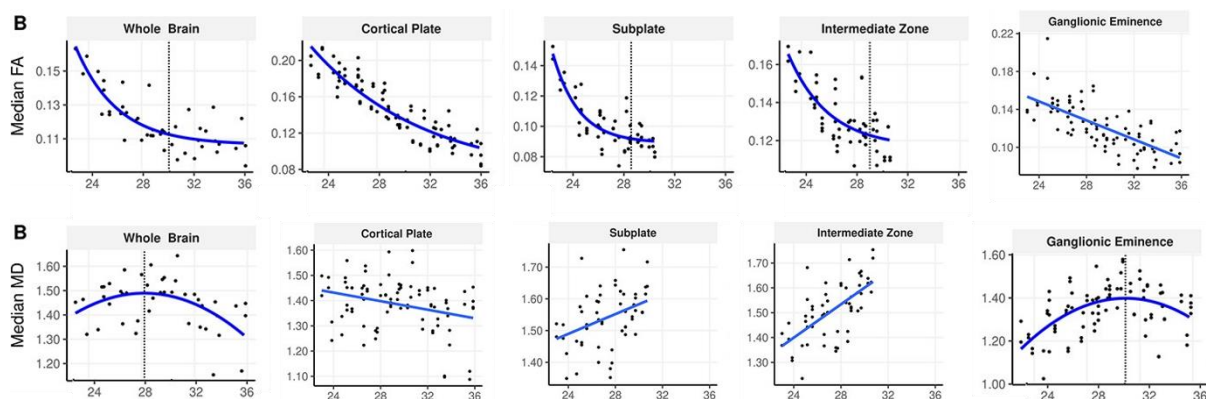 B
Whole Brain
Cortical Plate
Subplate
Intermediate Zone
Ganglionic Eminence
Median FA
0.15
0.13
0.11
24 28 32 36
0.20
0.16
0.12
0.08
24 28 32 36
0.14
0.12
0.10
0.08
24 28 32 36
0.16
0.14
0.12
24 28 32 36
0.22
0.18
0.14
0.10
24 28 32 36
B
Whole Brain
Cortical Plate
Subplate
Intermediate Zone
Ganglionic Eminence
Median MD
1.60
1.50
1.40
1.30
1.20
24 28 32 36
1.60
1.50
1.40
1.30
1.20
1.10
24 28 32 36
1.70
1.60
1.50
1.40
24 28 32 36
1.70
1.60
1.50
1.40
1.30
24 28 32 36
1.60
1.40
1.20
1.00
24 28 32 36